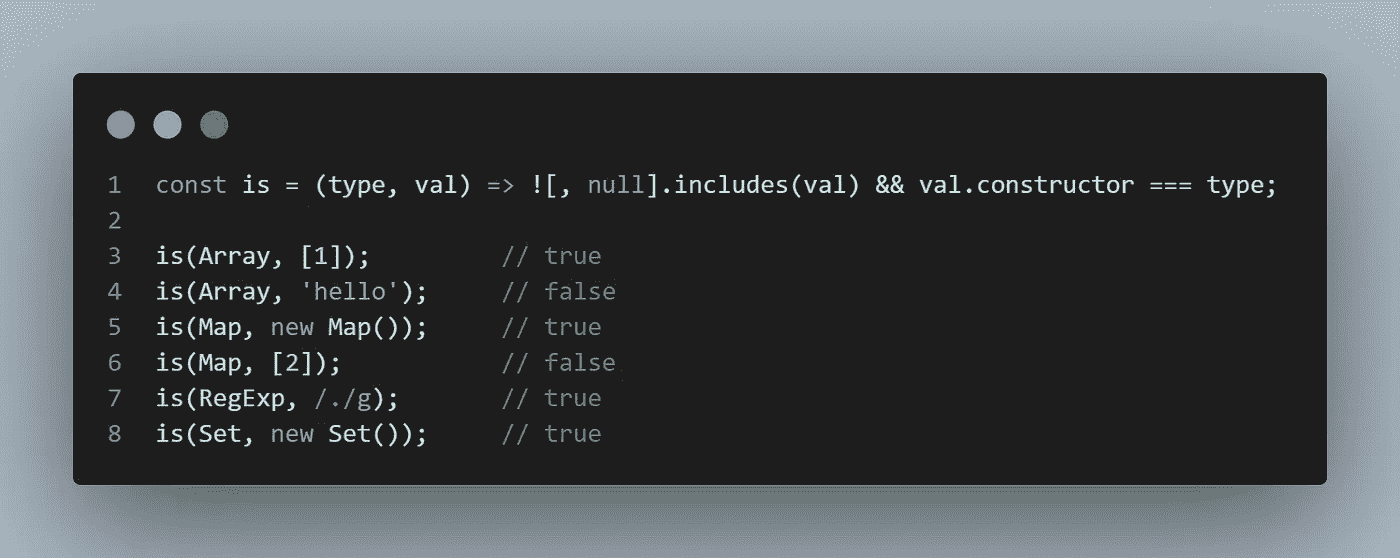 1 const is = (type, val) => ![, null].includes(val) && val.constructor === type;
2
3 is(Array, [1]); // true
4 is(Array, 'hello'); // false
5 is(Map, new Map()); // true
6 is(Map, [2]); // false
7 is(RegExp, /./g); // true
8 is(Set, new Set()); // true